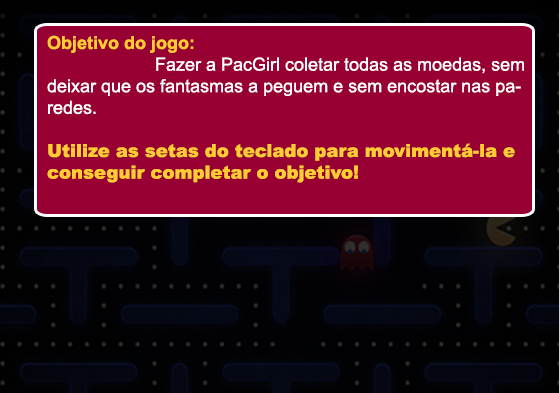 Objetivo do jogo:
Fazer a PacGirl coletar todas as moedas, sem
deixar que os fantasmas a peguem e sem encostar nas pa-
redes.
Utilize as setas do teclado para movimentá-la e
conseguir completar o objetivo!